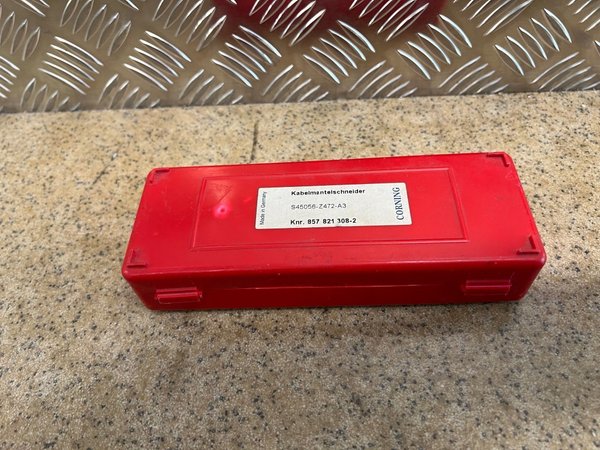 Made in Germany
Kabelmantelschneider
S45056-Z472-A3
Knr. 857 821 308-2
CORNING